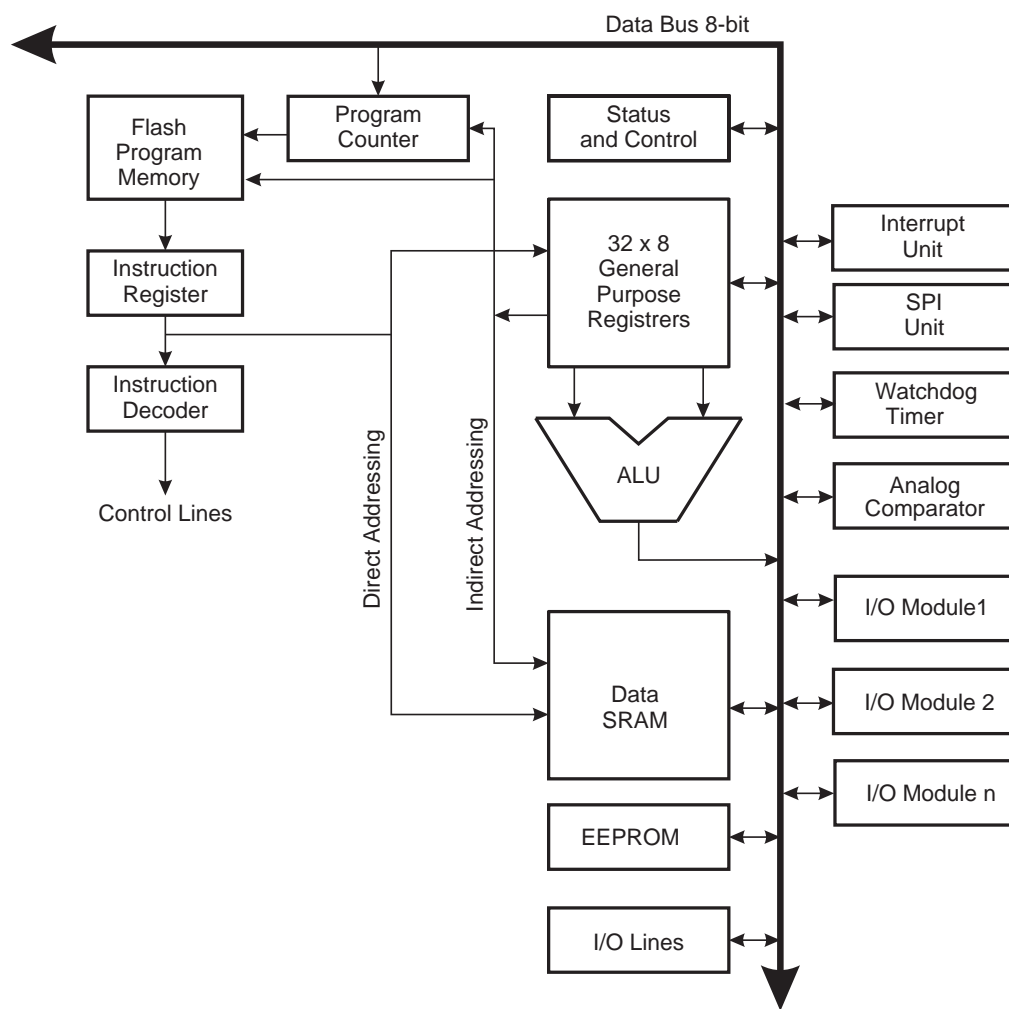 Data Bus 8-bit
Flash
Program
Memory
Program
Counter
Status
and Control
Interrupt
Unit
32 x 8
General
Purpose
Registrers
Instruction
Register
SPI
Unit
Instruction
Decoder
Watchdog
Timer
Control Lines
Direct Addressing
Indirect Addressing
ALU
Analog
Comparator
I/O Module1
Data
SRAM
I/O Module 2
I/O Module n
EEPROM
I/O Lines